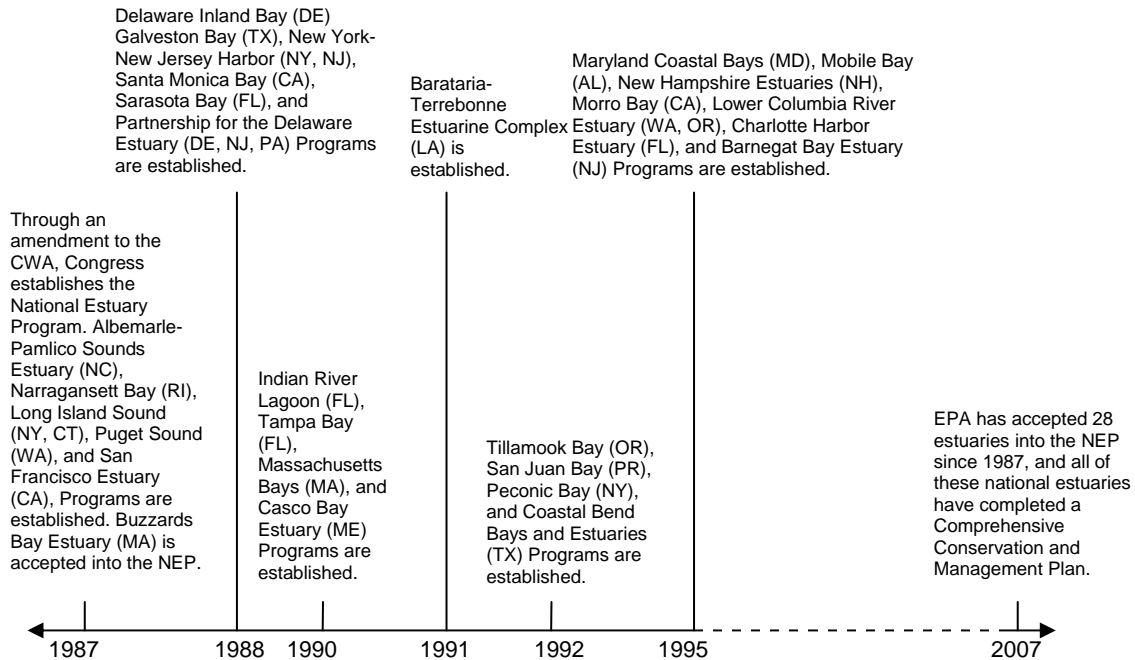 Delaware Inland Bay (DE)
Galveston Bay (TX), New York-
New Jersey Harbor (NY, NJ),
Santa Monica Bay (CA),
Sarasota Bay (FL), and
Partnership for the Delaware
Estuary (DE, NJ, PA) Programs
are established.
Barataria-
Terrebonne
Estuarine Complex
(LA) is
established.
Maryland Coastal Bays (MD), Mobile Bay
(AL), New Hampshire Estuaries (NH),
Morro Bay (CA), Lower Columbia River
Estuary (WA, OR), Charlotte Harbor
Estuary (FL), and Barnegat Bay Estuary
(NJ) Programs are established.
Through an
amendment to the
CWA, Congress
establishes the
National Estuary
Program. Albemarle-
Pamlico Sounds
Estuary (NC),
Narragansett Bay (RI),
Long Island Sound
(NY, CT), Puget Sound
(WA), and San
Francisco Estuary
(CA), Programs are
established. Buzzards
Bay Estuary (MA) is
accepted into the NEP.
Indian River
Lagoon (FL),
Tampa Bay
(FL),
Massachusetts
Bays (MA), and
Casco Bay
Estuary (ME)
Programs are
established.
Tillamook Bay (OR),
San Juan Bay (PR),
Peconic Bay (NY),
and Coastal Bend
Bays and Estuaries
(TX) Programs are
established.
EPA has accepted 28
estuaries into the NEP
since 1987, and all of
these national estuaries
have completed a
Comprehensive
Conservation and
Management Plan.
1987 1988 1990 1991 1992 1995 2007